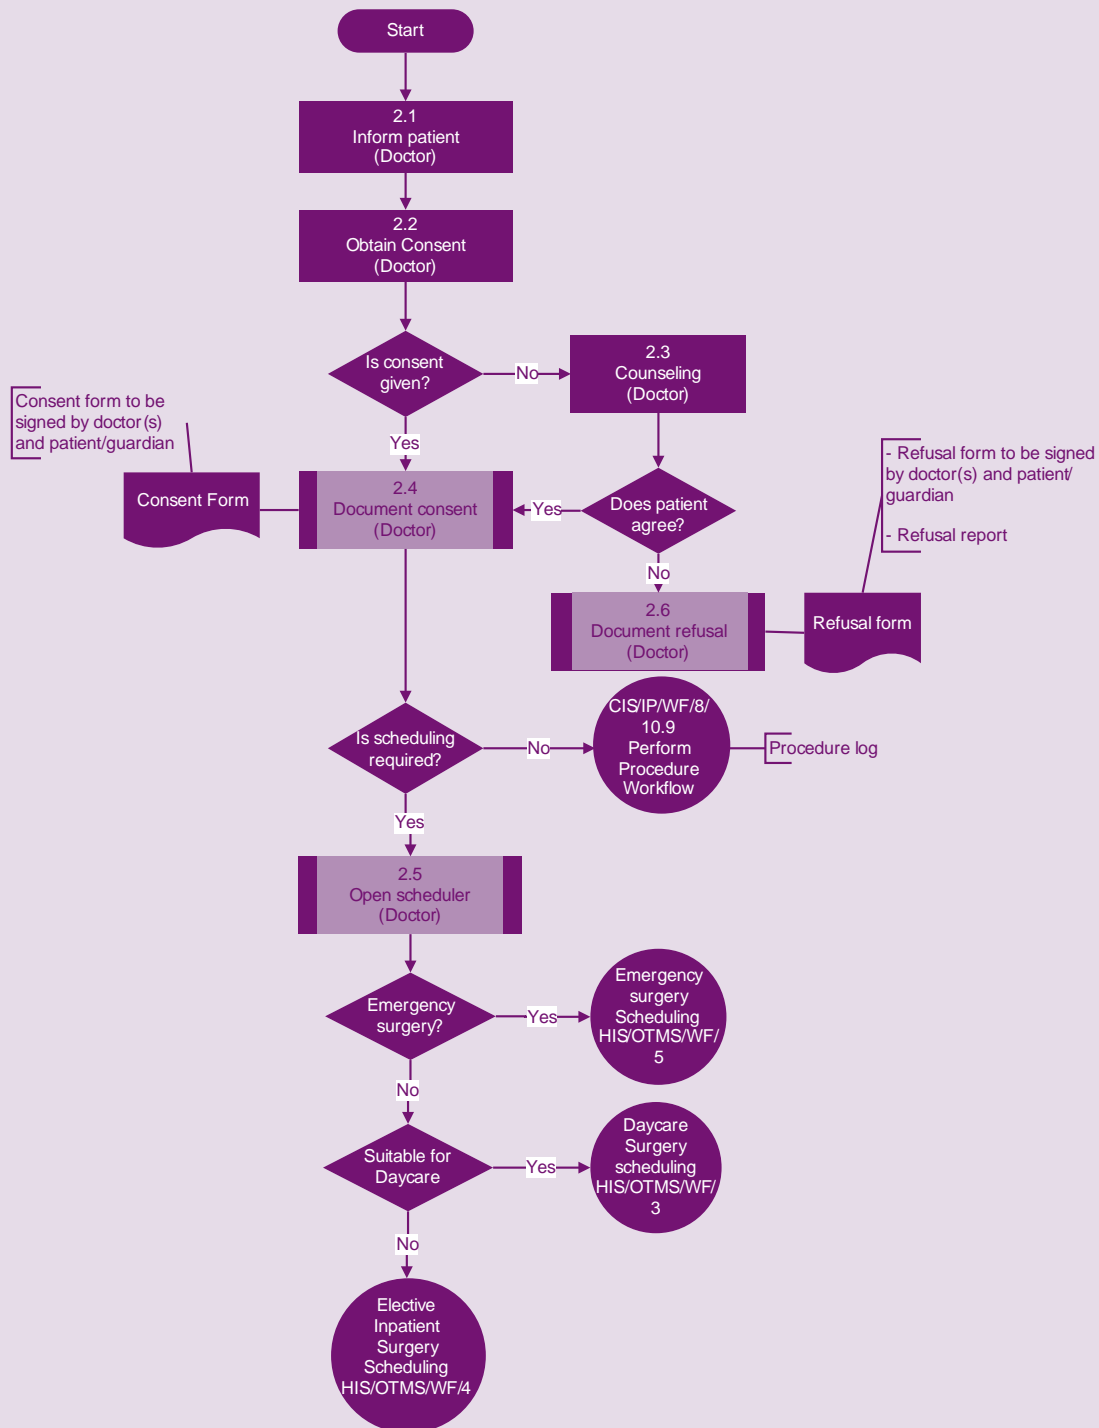 Start
2.1
Inform patient
(Doctor)
2.2
Obtain Consent
(Doctor)
Is consent
given?
No
2.3
Counseling
(Doctor)
Yes
Consent form to be
signed by doctor(s)
and patient/guardian
Consent Form
2.4
Document consent
(Doctor)
Yes
Does patient
agree?
- Refusal form to be signed
by doctor(s) and patient/
guardian
- Refusal report
No
2.6
Document refusal
(Doctor)
Refusal form
Is scheduling
required?
No
CIS/IP/WF/8/
10.9
Perform
Procedure
Workflow
Procedure log
Yes
2.5
Open scheduler
(Doctor)
Emergency
surgery?
Yes
Emergency
surgery
Scheduling
HIS/OTMS/WF/
5
No
Suitable for
Daycare
Yes
Daycare
Surgery
scheduling
HIS/OTMS/WF/
3
No
Elective
Inpatient
Surgery
Scheduling
HIS/OTMS/WF/4